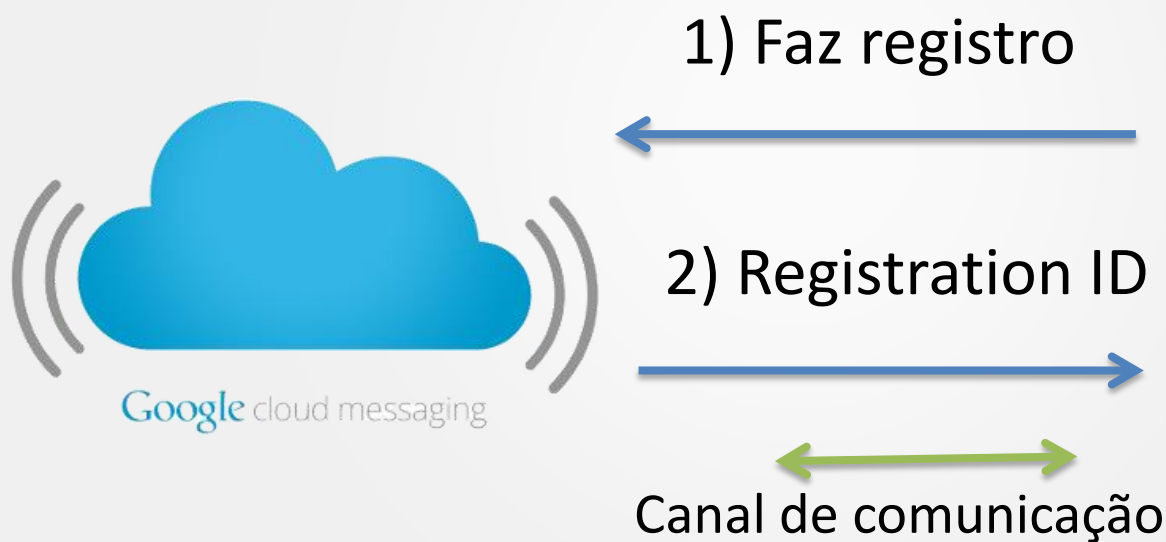 1) Faz registro
2) Registration ID
Google cloud messaging
Canal de comunicação